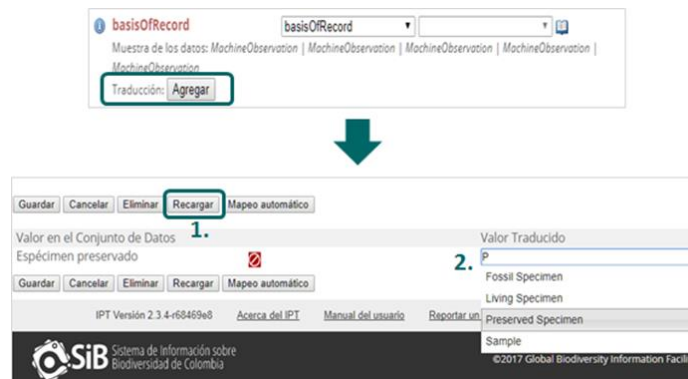 basisOfRecord basisOfRecord
Muestra de los datos: MachineObservation | MachineObservation | MachineObservation | MachineObservation |
MachineObservation
Traducción: Agregar
Guardar Cancelar Eliminar Recargar Mapeo automático
1.
Valor en el Conjunto de Datos Valor Traducido
Espécimen preservado 2. P
Fossil Specimen
Guardar Cancelar Eliminar Recargar Mapeo automático
Living Specimen
IPT Versión 2.3.4-r68469e8 Acerca del IPT Manual del usuario Reportar un
Preserved Specimen
Sample
SiB Sistema de Información sobre
Biodiversidad de Colombia
©2017 Global Biodiversity Information Facili